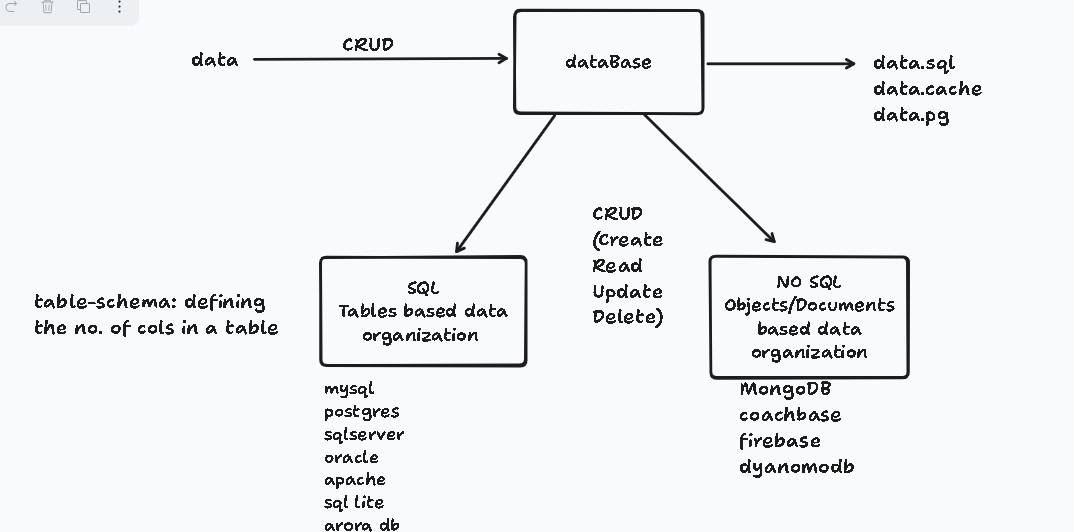 CRUD
data
dataBase
data.sql
data.cache
data.pg
CRUD
(Create
Read
Update
Delete)
table-schema: defining
the no. of cols in a table
SQL
Tables based data
organization
NO SQL
Objects/Documents
based data
organization
mysql
postgres
sqlserver
oracle
apache
sql lite
arora db
MongoDB
coachbase
firebase
dyanomodb